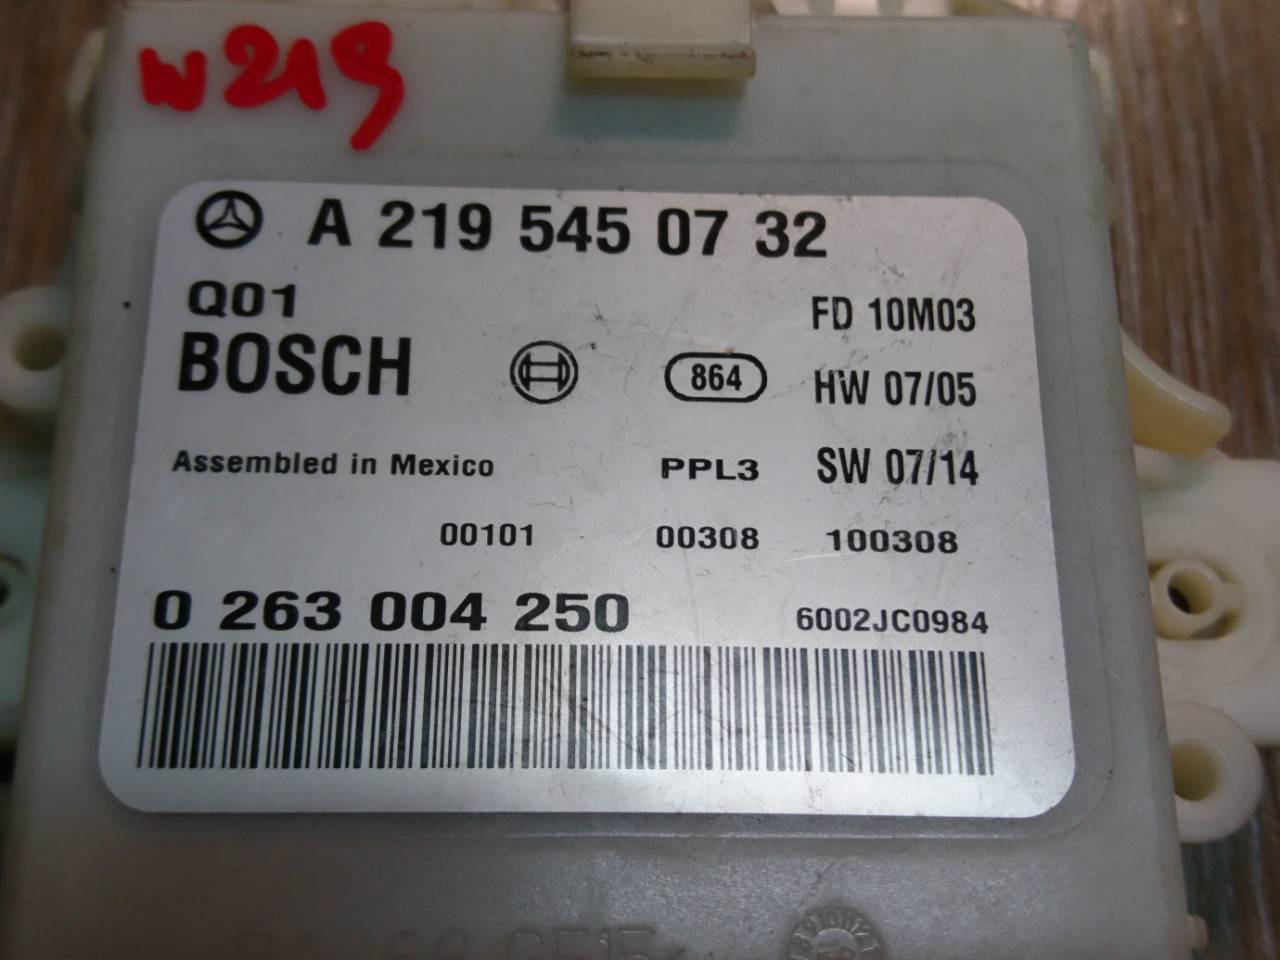 W219
A 219 545 07 32
Q01
FD 10M03
BOSCH
864
HW 07/05
Assembled in Mexico
PPL3
SW 07/14
00101
00308
100308
0 263 004 250
6002JC0984